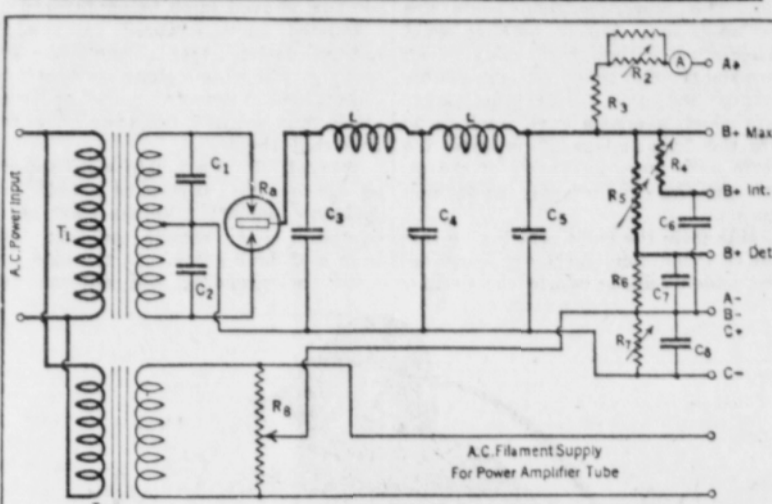 A.C. Power Input
T1
C1
C2
Ra
C3
L
C4
L
C5
R2
A
A+
R3
B+ Max
R4
R5
B+ Int.
C6
B+ Det
R6
C7
A-
B-
C+
R7
C8
C-
R8
A.C. Filament Supply
For Power Amplifier Tube